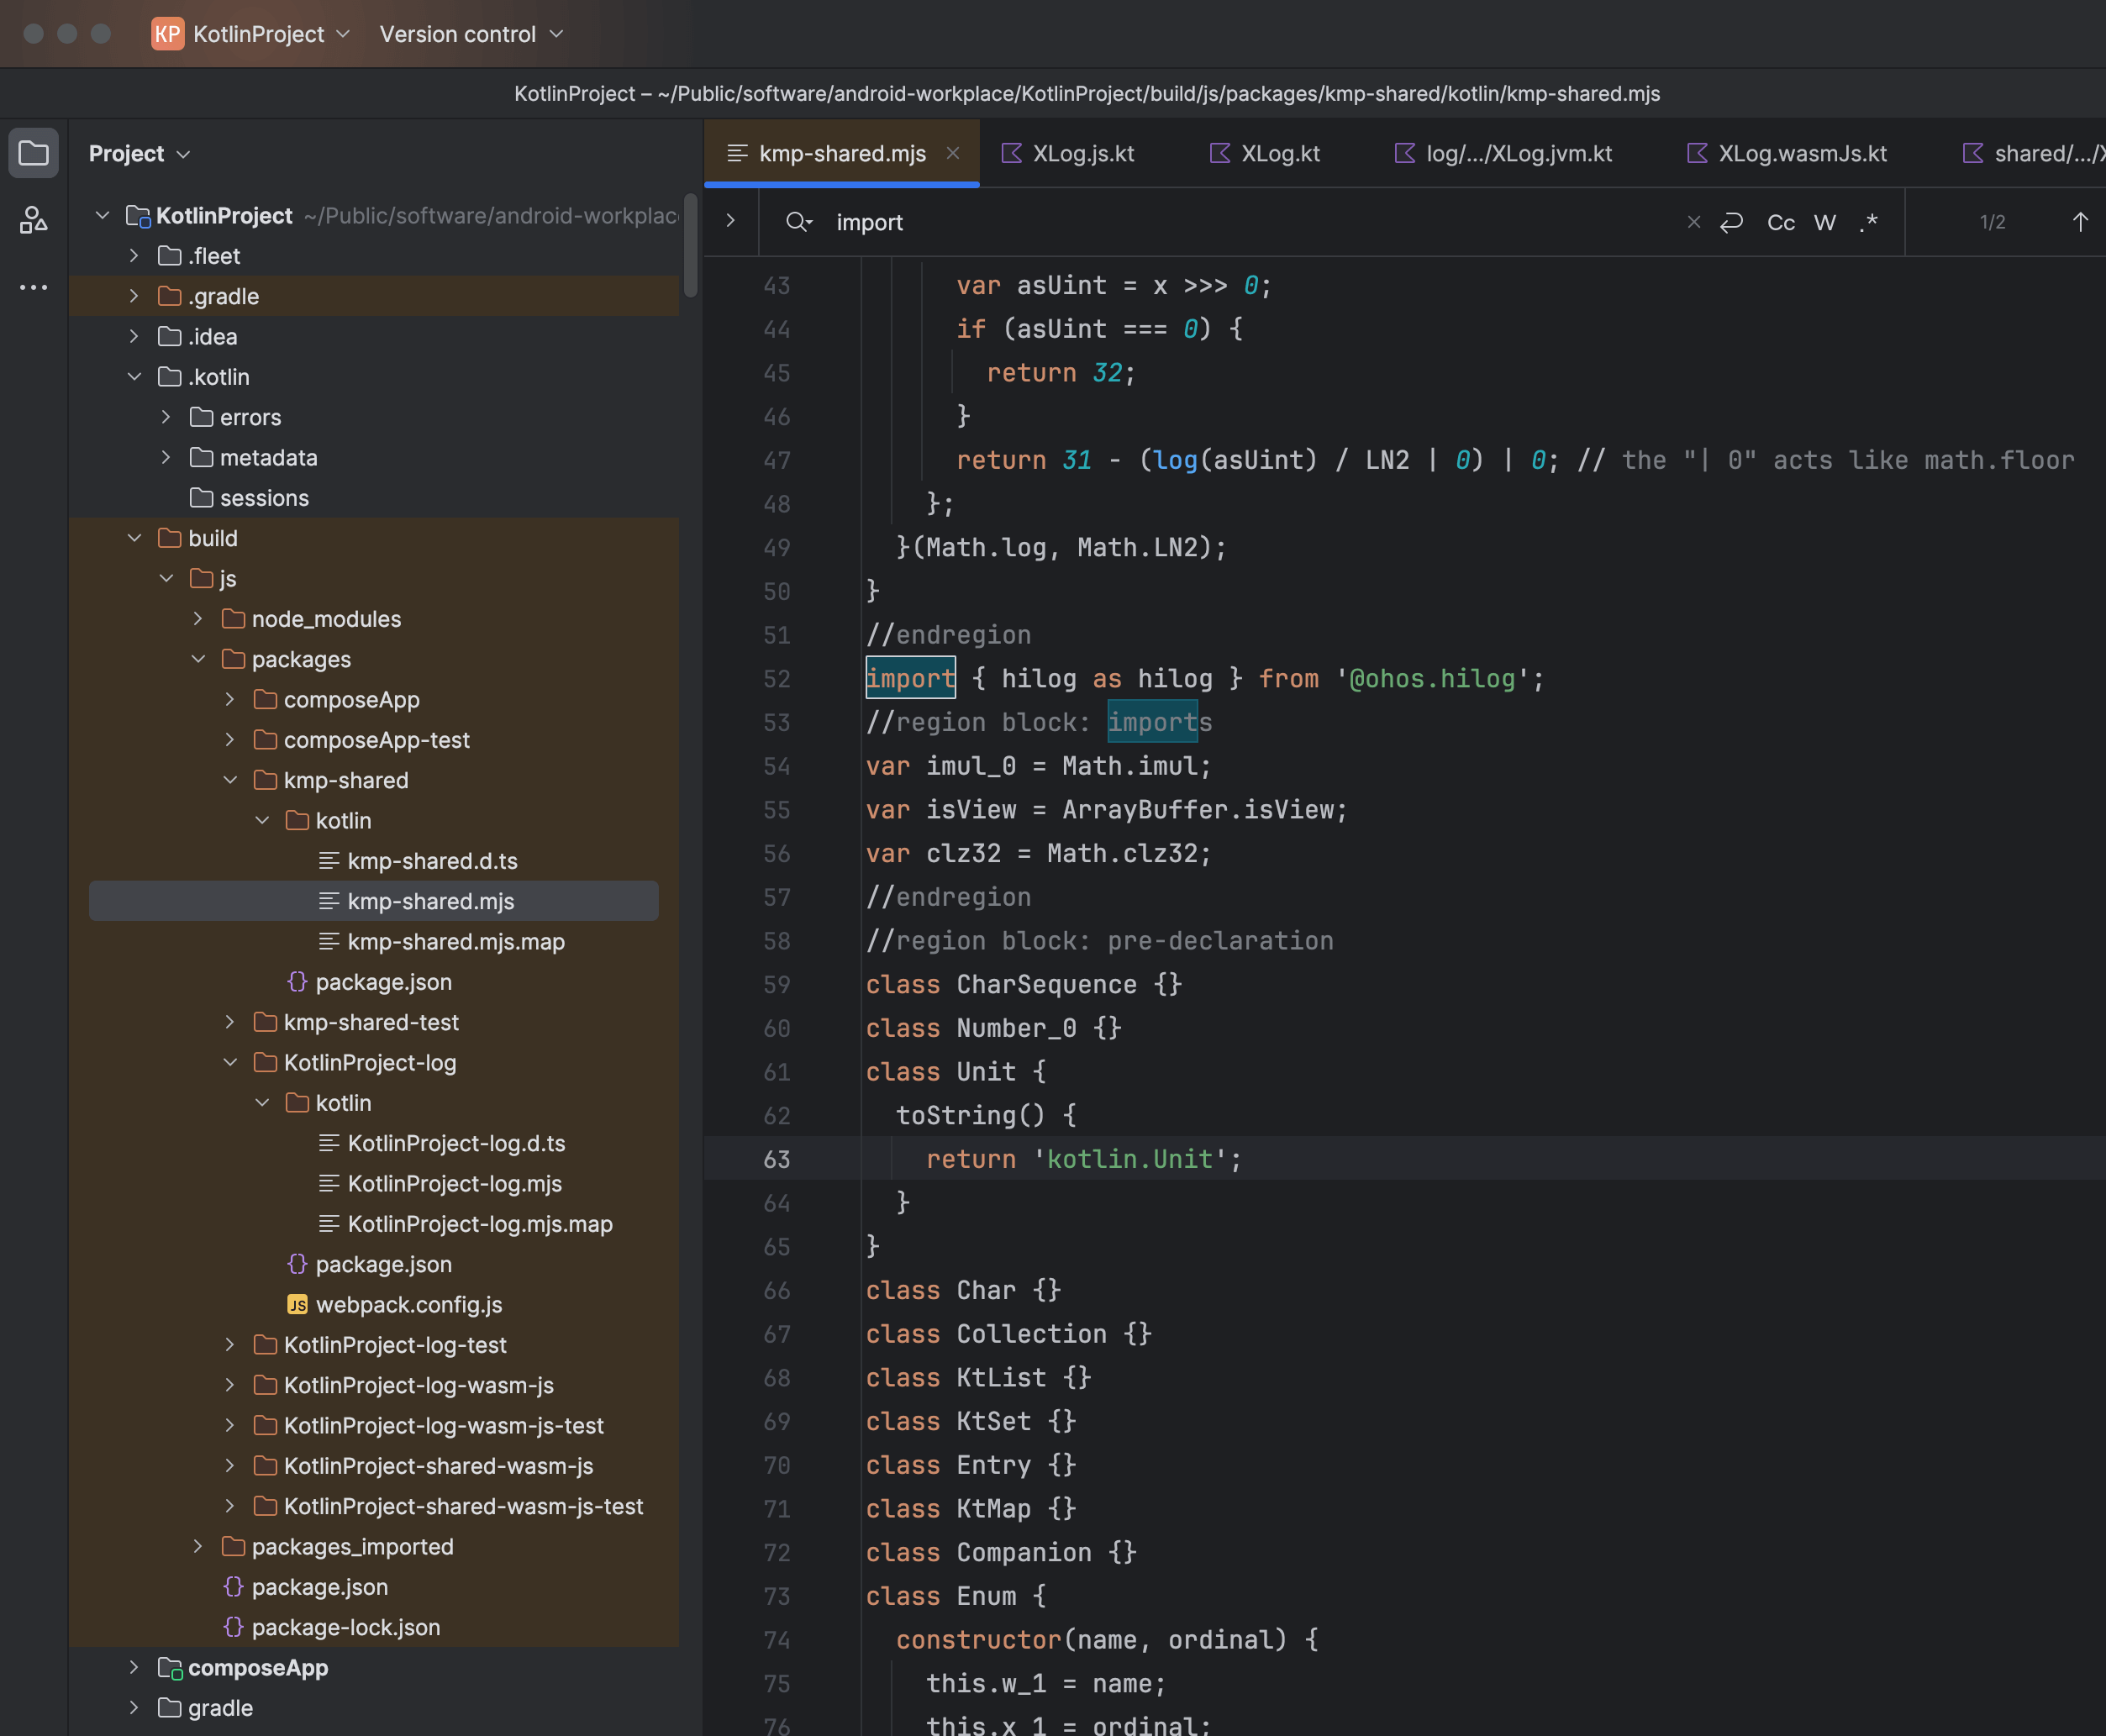 KP KotlinProject Version control
KotlinProject – ~/Public/software/android-workplace/KotlinProject/build/js/packages/kmp-shared/kotlin/kmp-shared.mjs
Project
KotlinProject ~/Public/software/android-workplac
.fleet
.gradle
.idea
.kotlin
errors
metadata
sessions
build
js
node_modules
packages
composeApp
composeApp-test
kmp-shared
kotlin
kmp-shared.d.ts
kmp-shared.mjs
kmp-shared.mjs.map
package.json
kmp-shared-test
KotlinProject-log
kotlin
KotlinProject-log.d.ts
KotlinProject-log.mjs
KotlinProject-log.mjs.map
package.json
JS webpack.config.js
KotlinProject-log-test
KotlinProject-log-wasm-js
KotlinProject-log-wasm-js-test
KotlinProject-shared-wasm-js
KotlinProject-shared-wasm-js-test
packages_imported
package.json
package-lock.json
composeApp
gradle
kmp-shared.mjs XLog.js.kt XLog.kt log/.../XLog.jvm.kt XLog.wasmJs.kt shared/.../X
import Cc W .* 1/2
43 var asUint = x >>> 0;
44 if (asUint === 0) {
45 return 32;
46 }
47 return 31 - (log(asUint) / LN2 | 0) | 0; // the "| 0" acts like math.floor
48 };
49 }(Math.log, Math.LN2);
50 }
51 //endregion
52 import { hilog as hilog } from '@ohos.hilog';
53 //region block: imports
54 var imul_0 = Math.imul;
55 var isView = ArrayBuffer.isView;
56 var clz32 = Math.clz32;
57 //endregion
58 //region block: pre-declaration
59 class CharSequence {}
60 class Number_0 {}
61 class Unit {
62 toString() {
63 return 'kotlin.Unit';
64 }
65 }
66 class Char {}
67 class Collection {}
68 class KtList {}
69 class KtSet {}
70 class Entry {}
71 class KtMap {}
72 class Companion {}
73 class Enum {
74 constructor(name, ordinal) {
75 this.w_1 = name;
76 this.x_1 = ordinal;